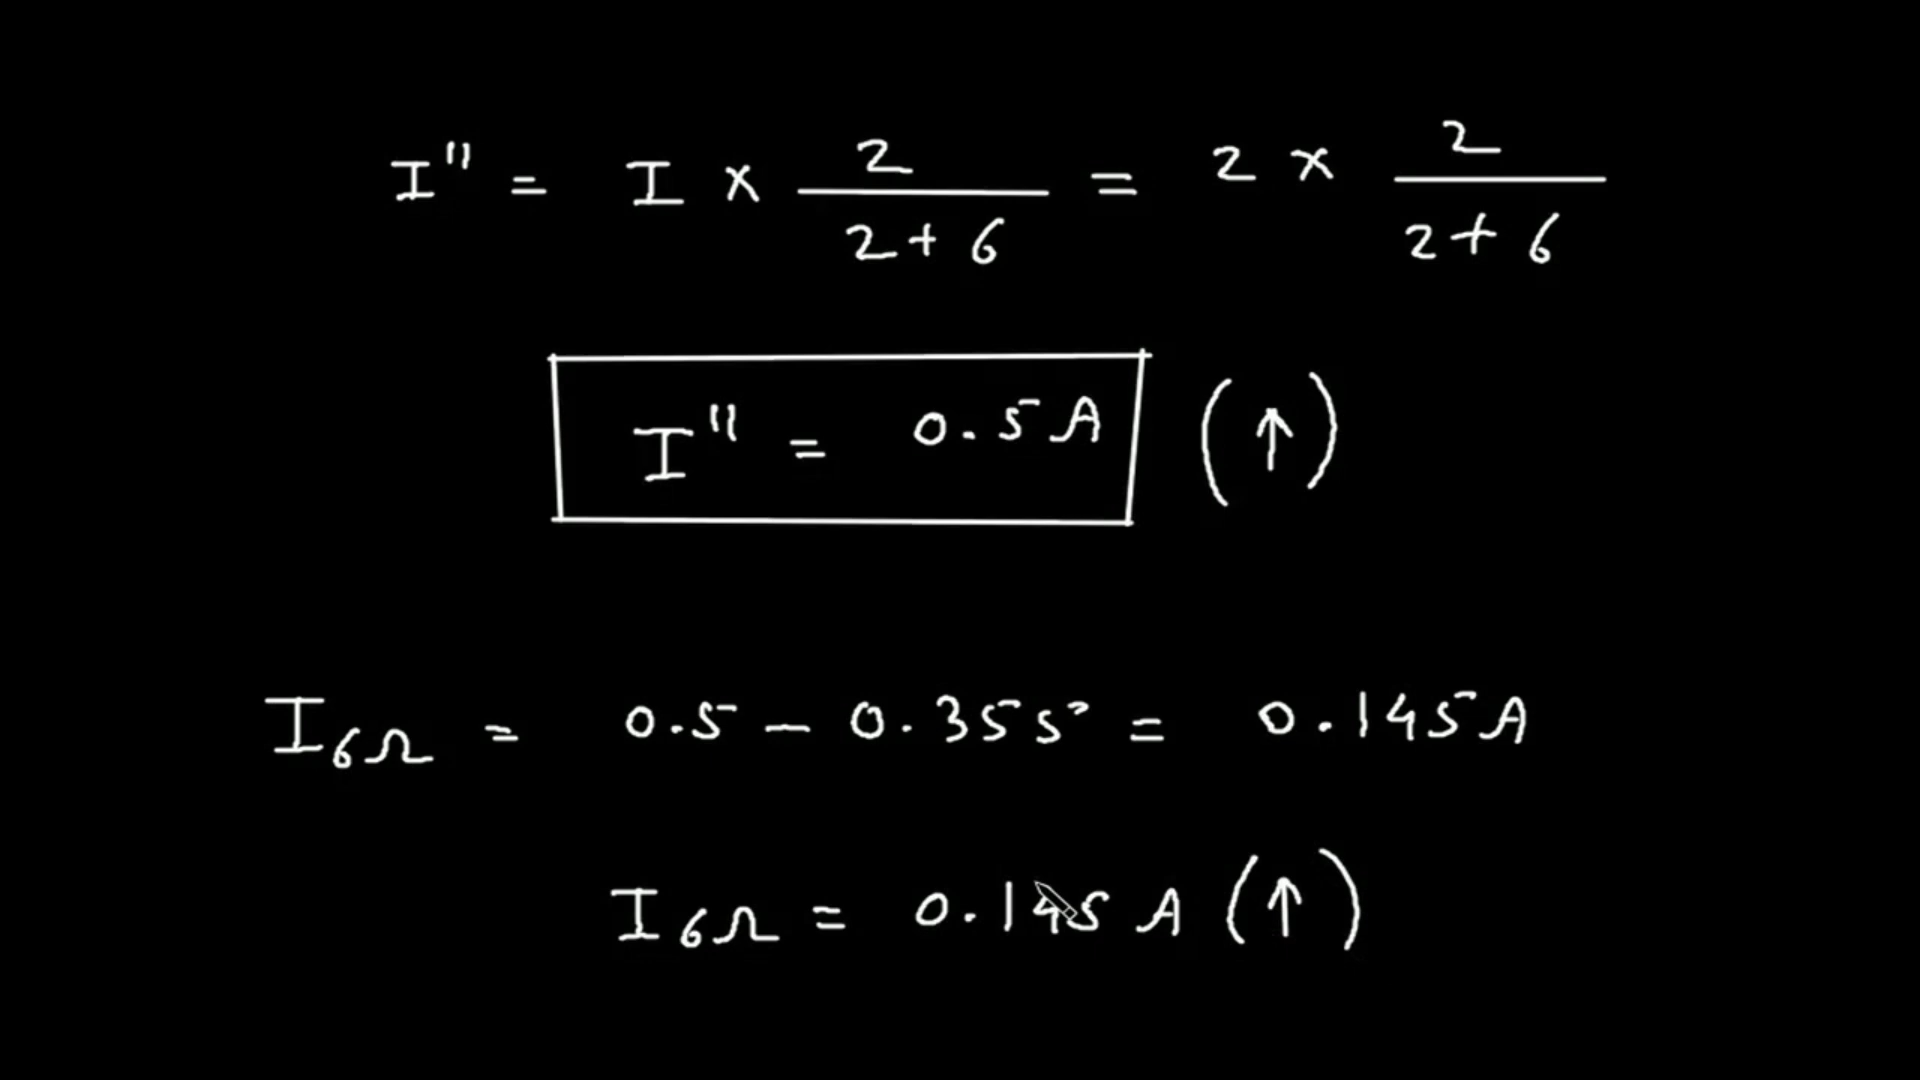 I" = I × 2/(2+6) = 2 × 2/(2+6)
I" = 0.5 A (↑)
I6Ω = 0.5 − 0.355 = 0.145 A
I6Ω = 0.145 A (↑)